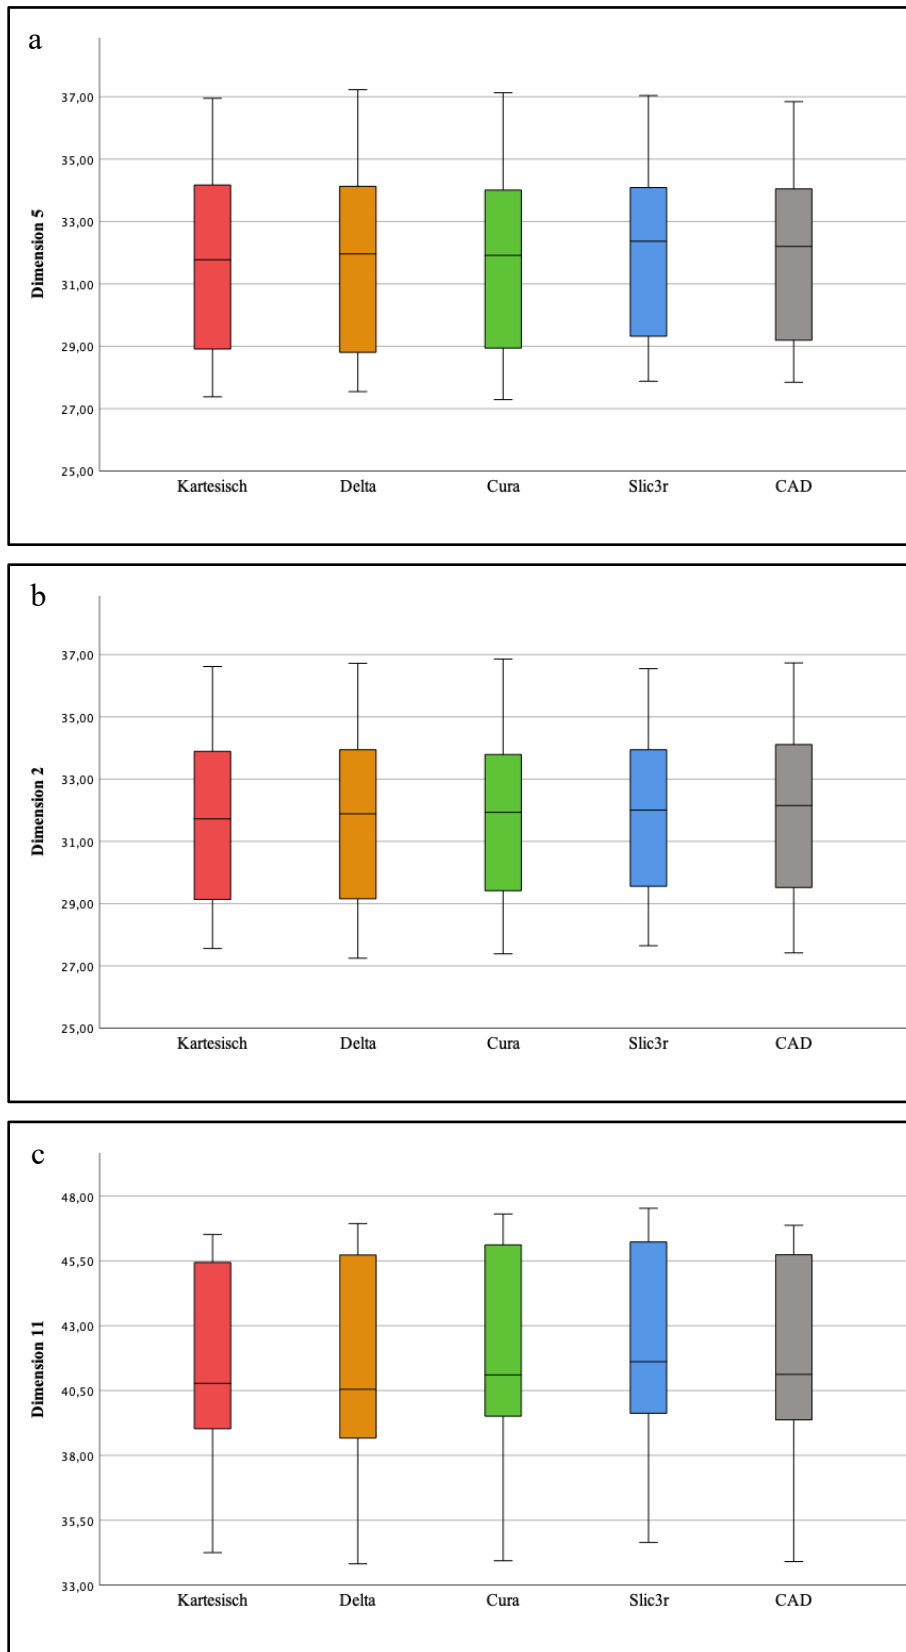 a
Dimension 5
37,00
35,00
33,00
31,00
29,00
27,00
25,00
Kartesisch Delta Cura Slic3r CAD
b
Dimension 2
37,00
35,00
33,00
31,00
29,00
27,00
25,00
Kartesisch Delta Cura Slic3r CAD
c
Dimension 11
48,00
45,50
43,00
40,50
38,00
35,50
33,00
Kartesisch Delta Cura Slic3r CAD